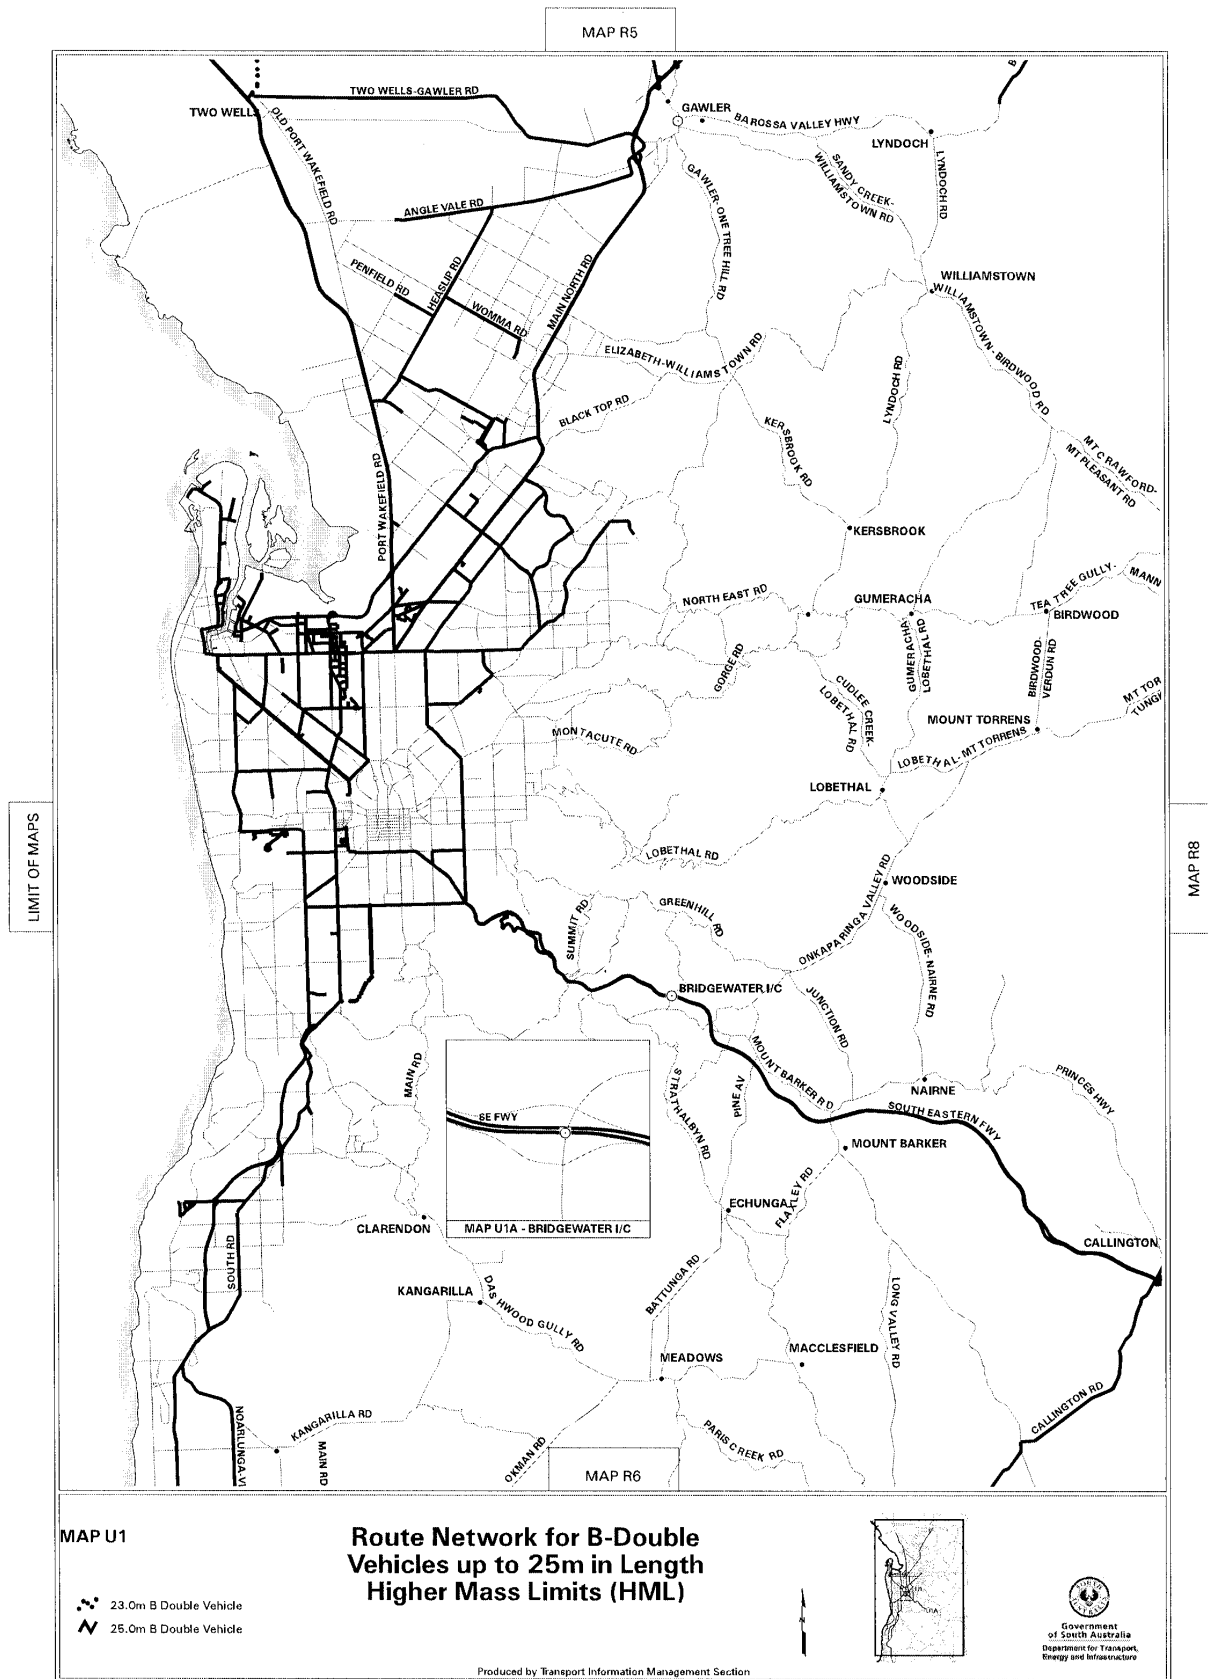 MAP R5
TWO WELLS-GAWLER RD
TWO WELLS
OLD PORT WAKEFIELD RD
GAWLER
BAROSSA VALLEY HWY
LYNDOCH
LYNDOCH RD
SANDY CREEK-
WILLIAMSTOWN RD
GAWLER-ONE TREE HILL RD
ANGLE VALE RD
PENFIELD RD
HEASLIP RD
WOMMA RD
MAIN NORTH RD
WILLIAMSTOWN
WILLIAMSTOWN - BIRDWOOD RD
ELIZABETH-WILLIAMSTOWN RD
LYNDOCH RD
BLACK TOP RD
KERSBROOK RD
MT CRAWFORD-
MT PLEASANT RD
PORT WAKEFIELD RD
KERSBROOK
NORTH EAST RD
GUMERACHA
TEA TREE GULLY-
MANN
BIRDWOOD
GORGE RD
GUMERACHA-
LOBETHAL RD
BIRDWOOD-
VERDUN RD
CUDLEE CREEK-
LOBETHAL RD
MT TOR
TUNG
MOUNT TORRENS
MONTACUTE RD
LOBETHAL-MT TORRENS
LOBETHAL
LIMIT OF MAPS
MAP R8
LOBETHAL RD
WOODSIDE
ONKAPARINGA VALLEY RD
GREENHILL RD
SUMMIT RD
WOODSIDE-NAIRNE RD
BRIDGEWATER I/C
JUNCTION RD
MOUNT BARKER RD
MAIN RD
STRATHALBYN RD
PINE AV
NAIRNE
PRINCES HWY
SOUTH EASTERN FWY
SE FWY
MOUNT BARKER
ECHUNGA
FLAXLEY RD
MAP U1A - BRIDGEWATER I/C
CLARENDON
CALLINGTON
SOUTH RD
KANGARILLA
DASHWOOD GULLY RD
BATTUNGA RD
LONG VALLEY RD
MEADOWS
MACCLESFIELD
NOARLUNGA-VI
KANGARILLA RD
MAIN RD
OKMAN RD
PARIS CREEK RD
CALLINGTON RD
MAP R6
MAP U1
Route Network for B-Double
Vehicles up to 25m in Length
Higher Mass Limits (HML)
23.0m B Double Vehicle
25.0m B Double Vehicle
Government
of South Australia
Department for Transport,
Energy and Infrastructure
Produced by Transport Information Management Section